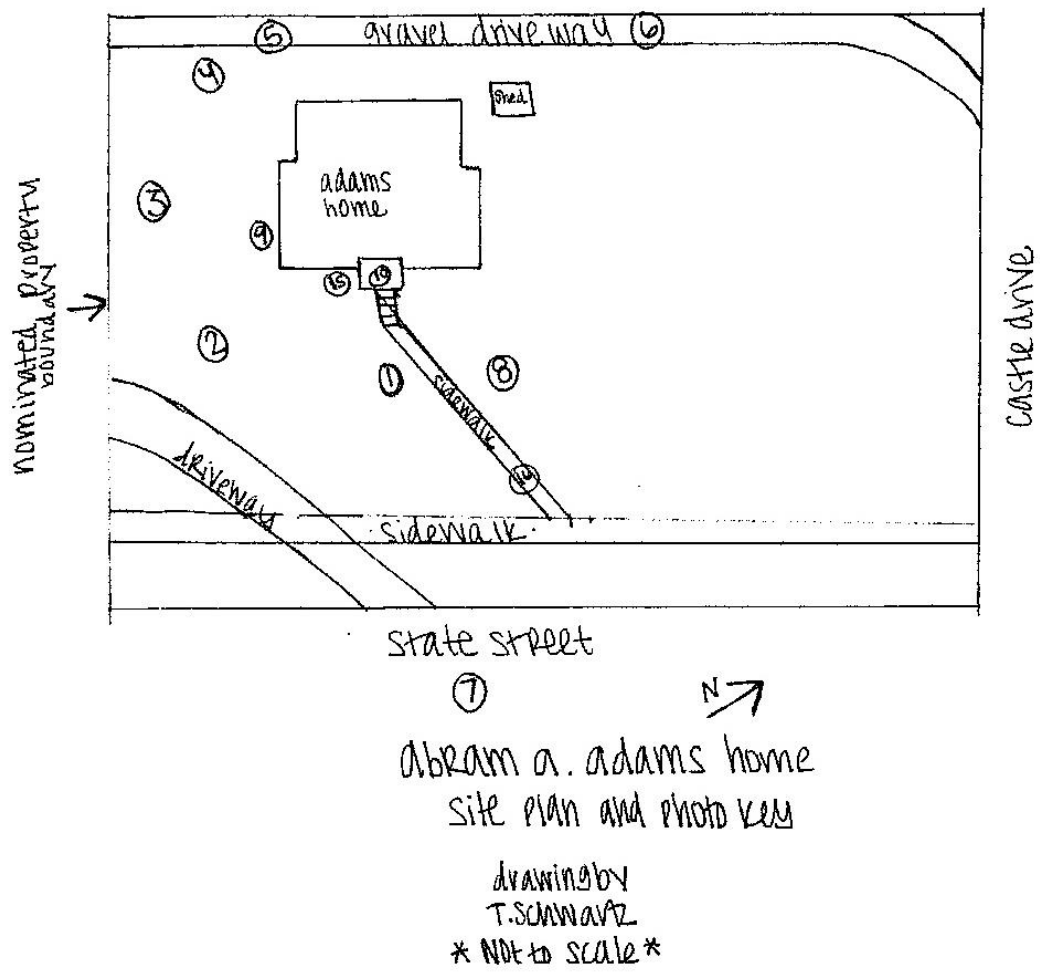 5
gravel driveway
6
4
shed
3
adams
home
9
15
10
nominated property
boundary
castle drive
2
1
8
sidewalk
14
driveway
sidewalk
state street
7
N
abram a. adams home
site plan and photo key
drawing by
T. Schwartz
* Not to scale *